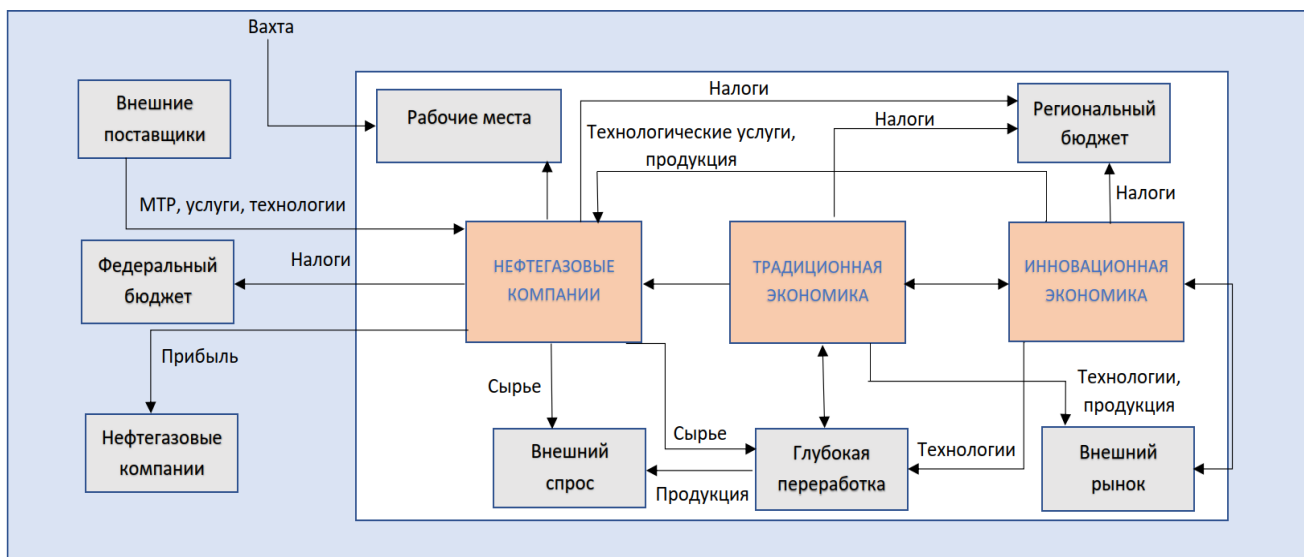 Вахта
Внешние
поставщики
Рабочие места
Налоги
Региональный
бюджет
Технологические услуги,
продукция
Налоги
Налоги
МТР, услуги, технологии
Федеральный
бюджет
Налоги
НЕФТЕГАЗОВЫЕ
КОМПАНИИ
ТРАДИЦИОННАЯ
ЭКОНОМИКА
ИННОВАЦИОННАЯ
ЭКОНОМИКА
Прибыль
Сырье
Технологии,
продукция
Нефтегазовые
компании
Внешний
спрос
Сырье
Продукция
Глубокая
переработка
Технологии
Внешний
рынок